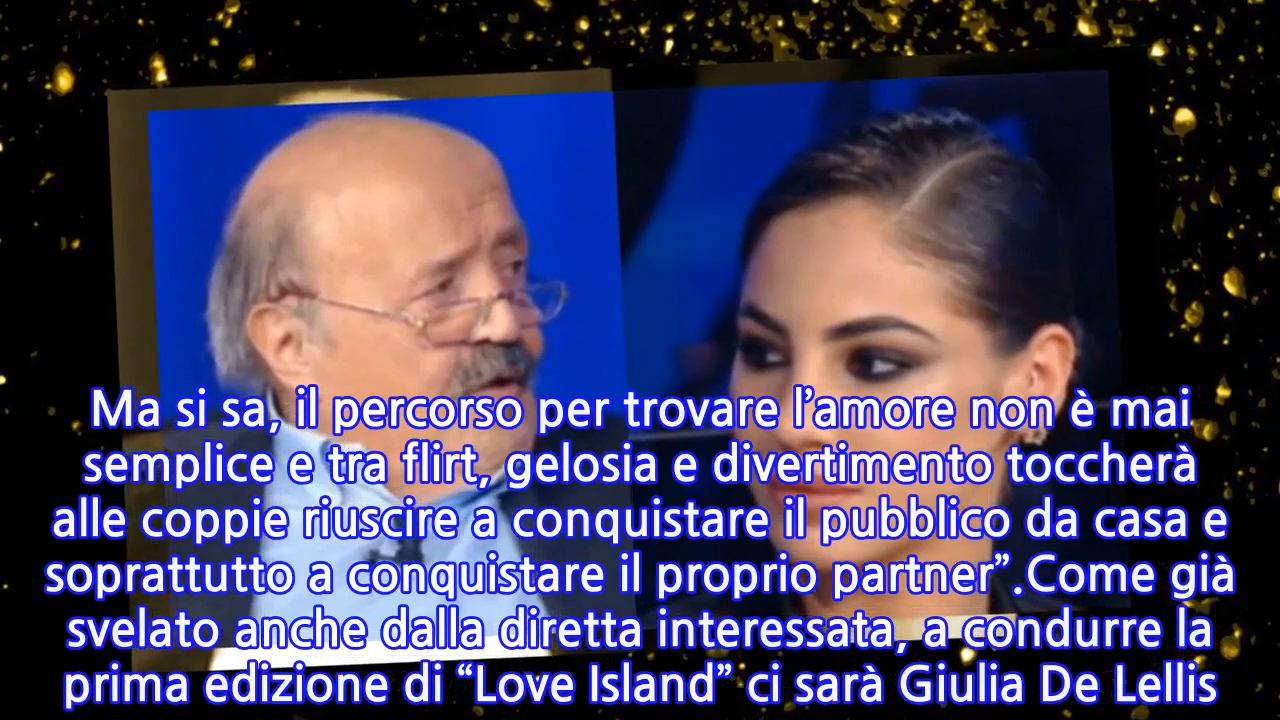 Ma si sa, il percorso per trovare l’amore non è mai
semplice e tra flirt, gelosia e divertimento toccherà
alle coppie riuscire a conquistare il pubblico da casa e
soprattutto a conquistare il proprio partner”.Come già
svelato anche dalla diretta interessata, a condurre la
prima edizione di “Love Island” ci sarà Giulia De Lellis